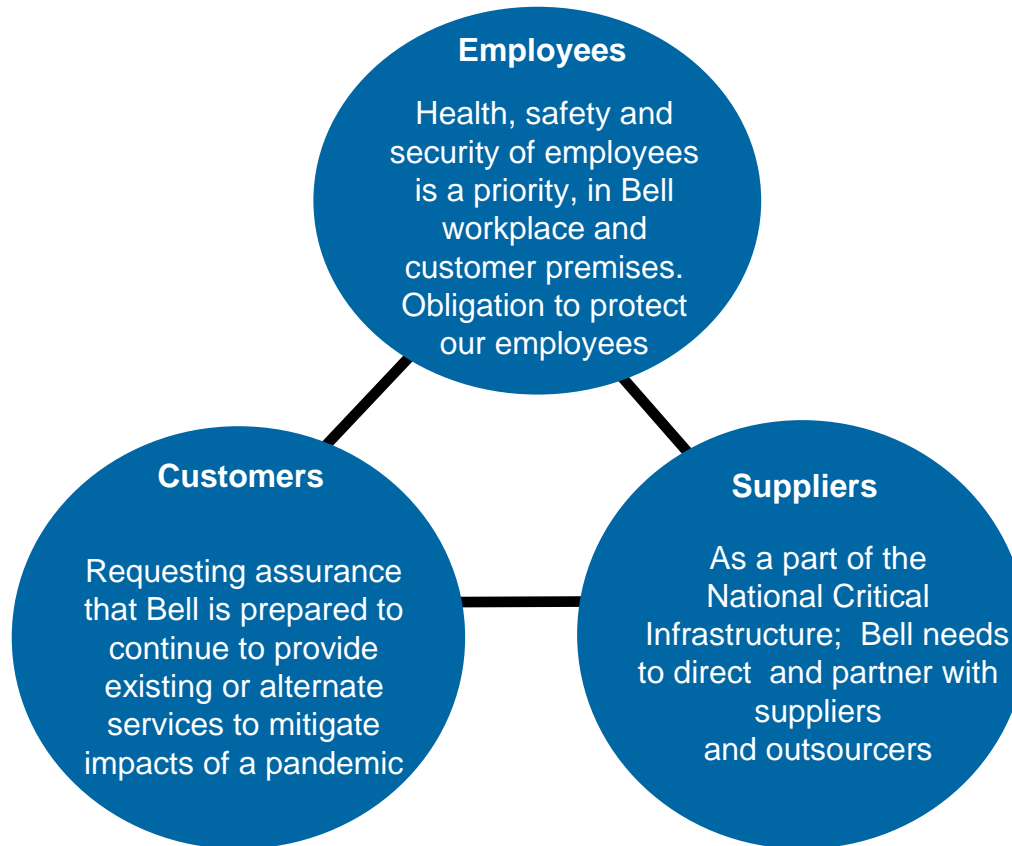 Employees
Health, safety and
security of employees
is a priority, in Bell
workplace and
customer premises.
Obligation to protect
our employees
Customers
Requesting assurance
that Bell is prepared to
continue to provide
existing or alternate
services to mitigate
impacts of a pandemic
Suppliers
As a part of the
National Critical
Infrastructure;  Bell needs
to direct  and partner with
suppliers
and outsourcers